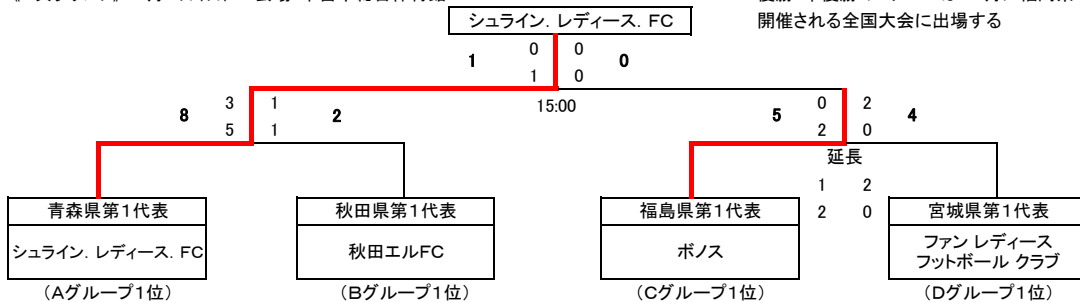 シュライン. レディース. FC
開催される全国大会に出場する
1
0 0
1 0
0
15:00
8
3 1
5 1
2
5
0 2
2 0
4
延長
1 2
2 0
青森県第1代表
秋田県第1代表
福島県第1代表
宮城県第1代表
シュライン. レディース. FC
秋田エルFC
ボノス
ファン レディース
フットボール クラブ
(Aグループ1位)
(Bグループ1位)
(Cグループ1位)
(Dグループ1位)